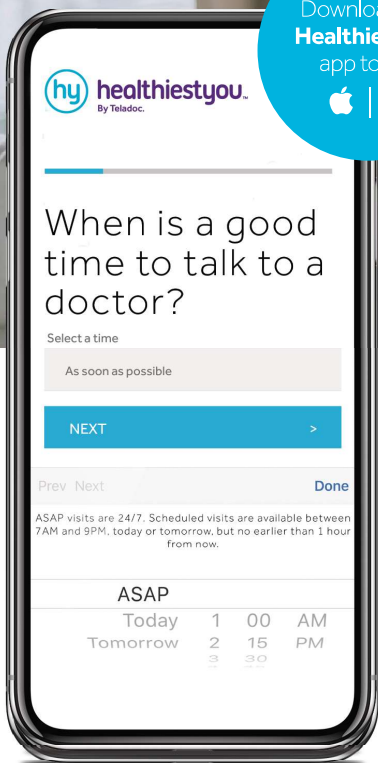 Downloa
Healthie
app to
hy healthiestyou™
By Teladoc.
When is a good
time to talk to a
doctor?
Select a time
As soon as possible
NEXT >
Prev Next Done
ASAP visits are 24/7. Scheduled visits are available between
7AM and 9PM, today or tomorrow, but no earlier than 1 hour
from now.
ASAP
Today 1 00 AM
Tomorrow 2 15 PM
3 30